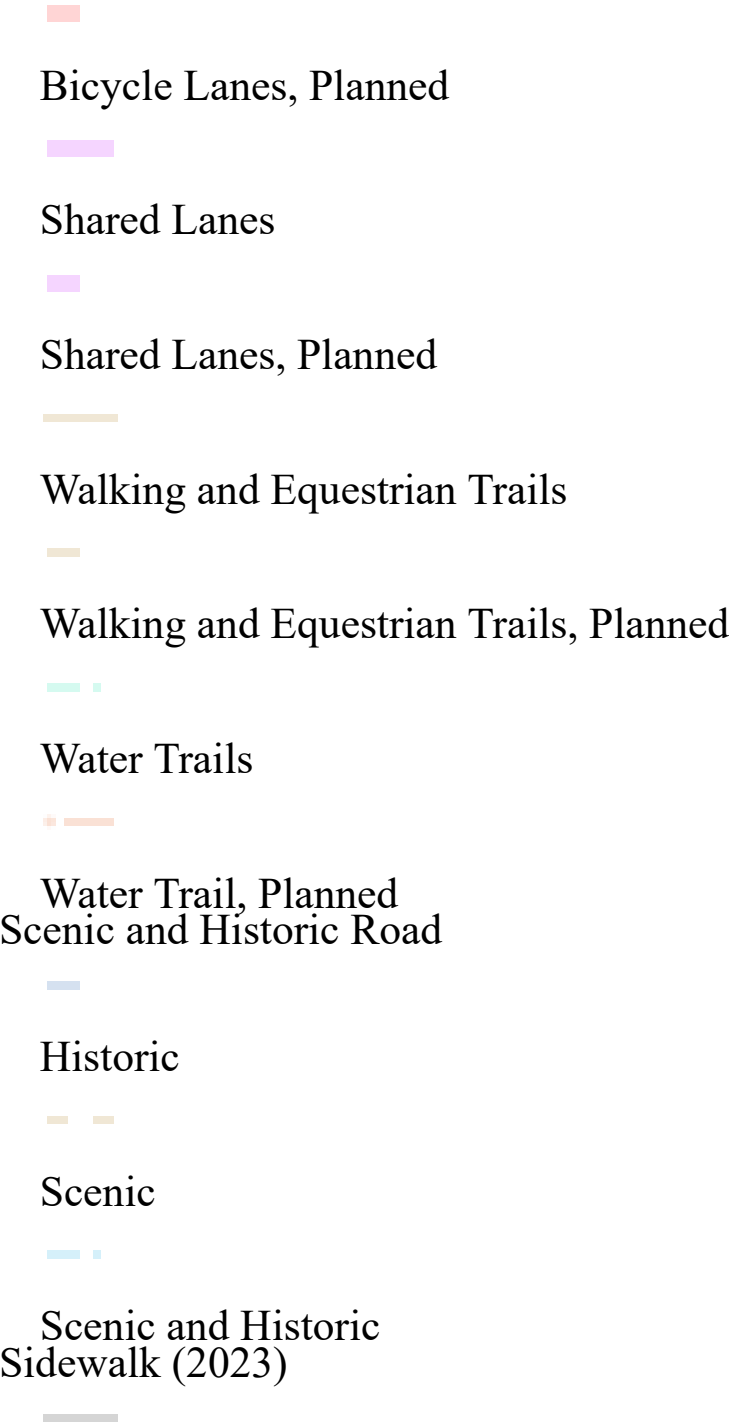 Bicycle Lanes, Planned
Shared Lanes
Shared Lanes, Planned
Walking and Equestrian Trails
Walking and Equestrian Trails, Planned
Water Trails
Water Trail, Planned
Scenic and Historic Road
Historic
Scenic
Scenic and Historic
Sidewalk (2023)